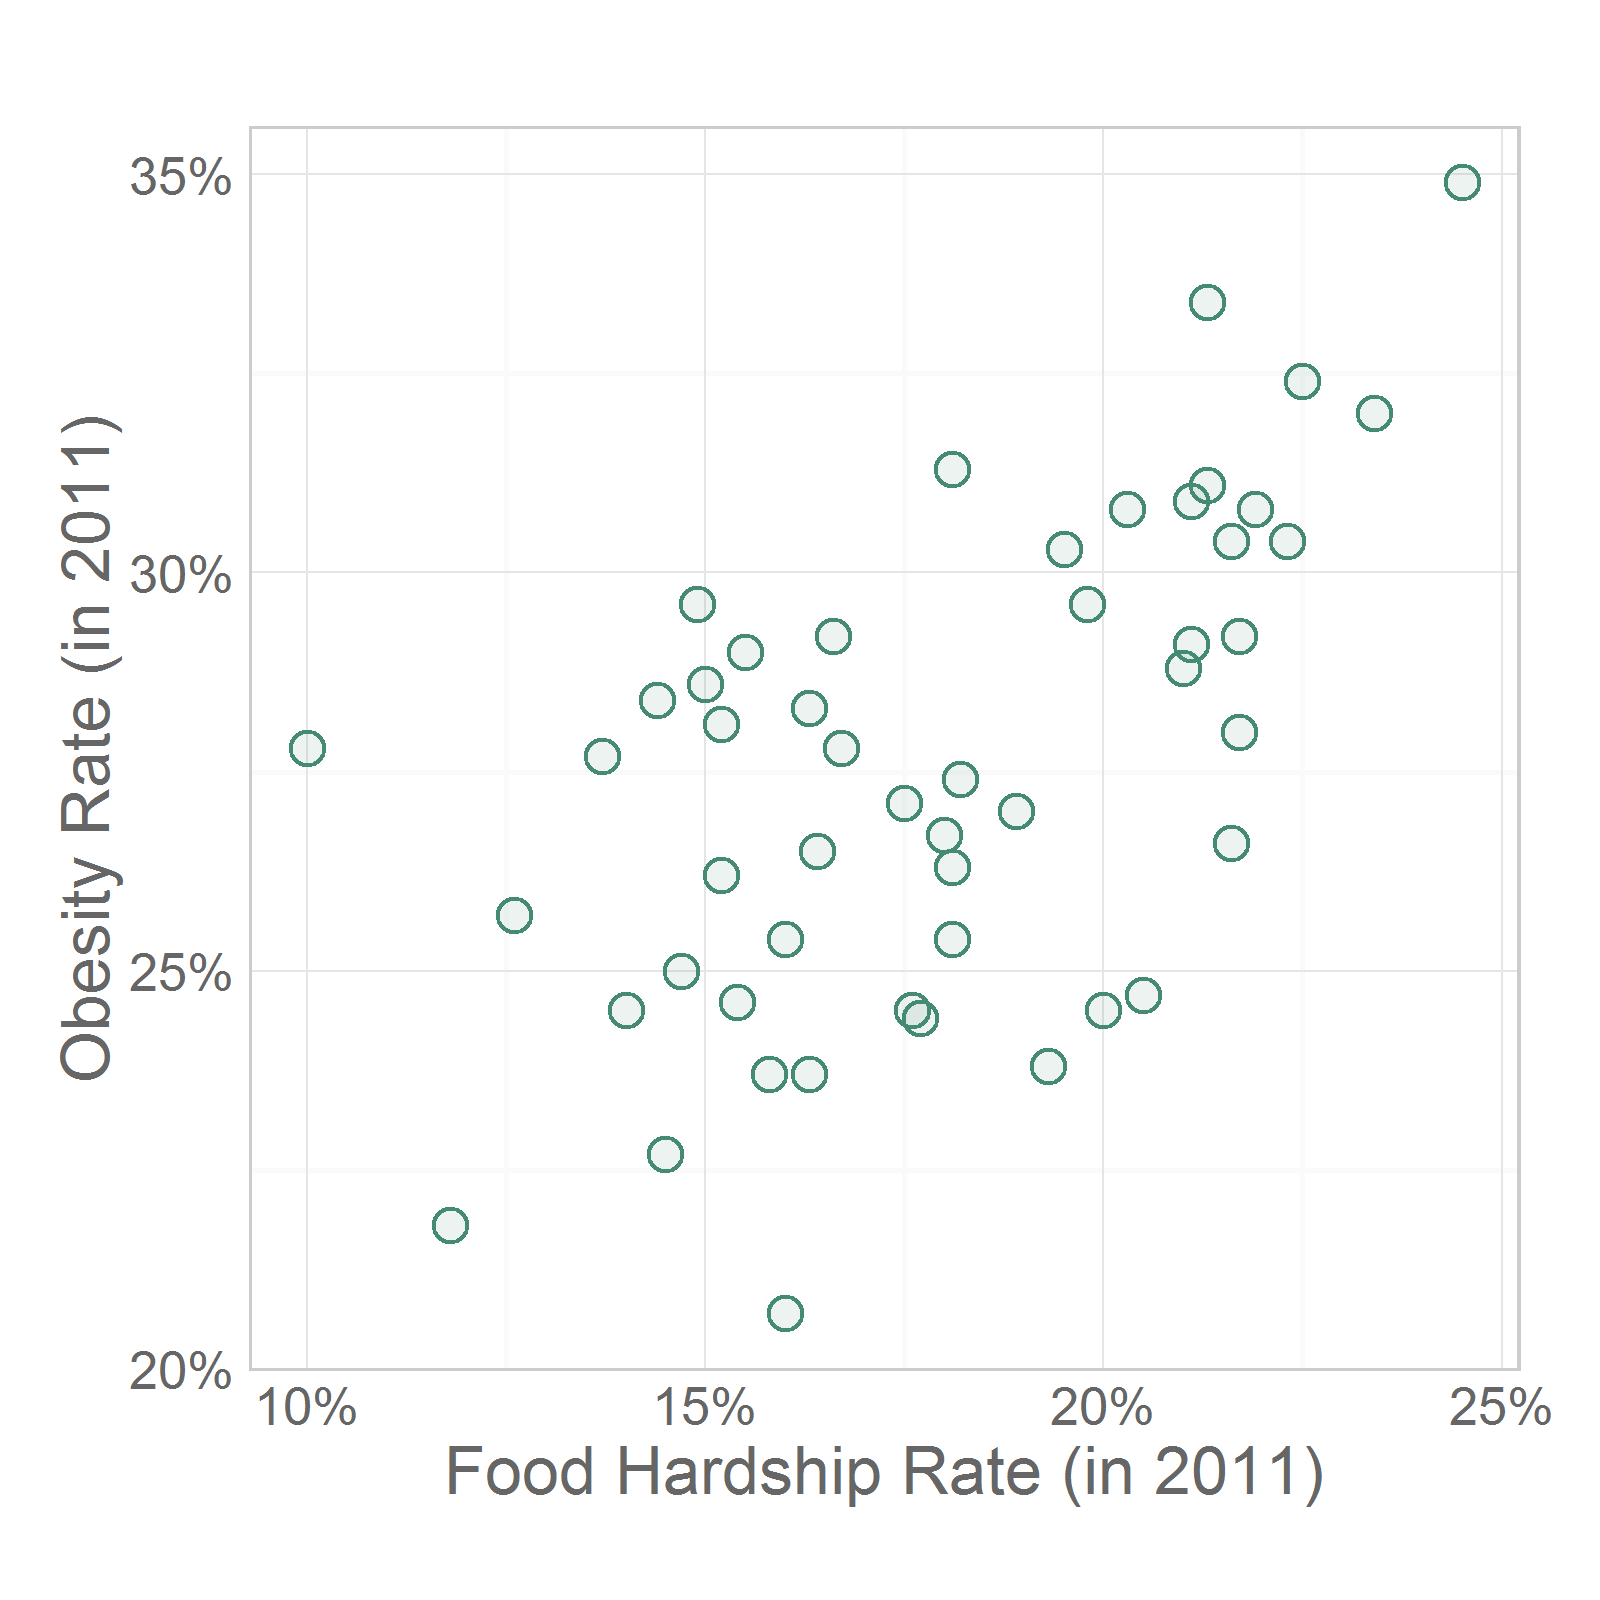 35%
30%
25%
20%
Obesity Rate (in 2011)
10% 15% 20% 25%
Food Hardship Rate (in 2011)